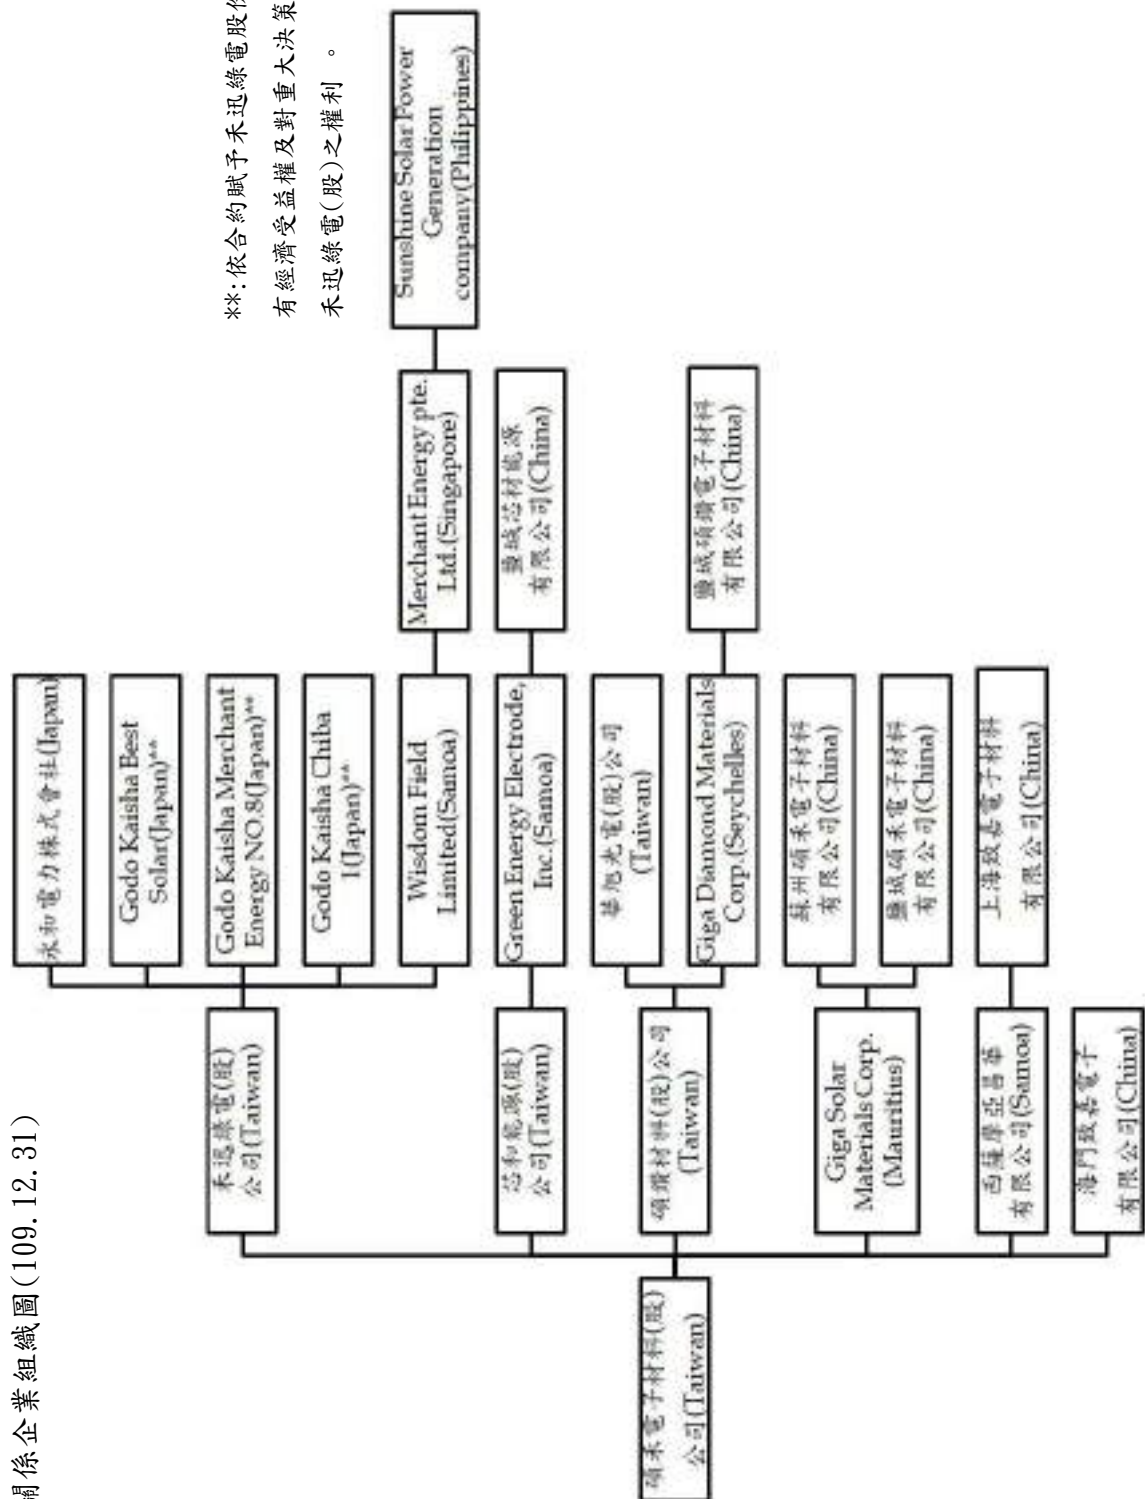 關係企業組織圖(109.12.31)
碩禾電子材料(股)
公司(Taiwan)
禾迅綠電(股)
公司(Taiwan)
永和電力株式會社(Japan)
Godo Kaisha Best
Solar(Japan)**
Godo Kaisha Merchant
Energy NO.8(Japan)**
Godo Kaisha Chiba
1(Japan)**
Wisdom Field
Limited(Samoa)
Merchant Energy pte.
Ltd.(Singapore)
Sunshine Solar Power
Generation
company(Philippines)
芯和能源(股)
公司(Taiwan)
Green Energy Electrode,
Inc.(Samoa)
鹽城芯材能源
有限公司(China)
碩鑽材料(股)公司
(Taiwan)
華旭光電(股)公司
(Taiwan)
Giga Diamond Materials
Corp.(Seychelles)
鹽城碩鑽電子材料
有限公司(China)
Giga Solar
Materials Corp.
(Mauritius)
蘇州碩禾電子材料
有限公司(China)
鹽城碩禾電子材料
有限公司(China)
西薩摩亞昌華
有限公司(Samoa)
上海致嘉電子材料
有限公司(China)
海門致嘉電子
有限公司(China)
**:依合約賦予禾迅綠電股
有經濟受益權及對重大決策
禾迅綠電(股)之權利 。